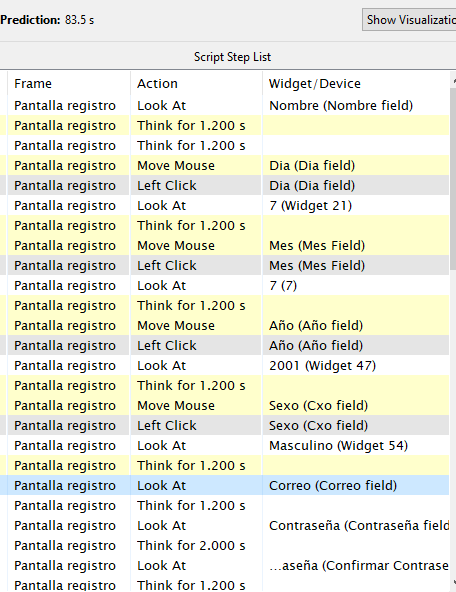 Prediction: 83.5 s Show Visualizatio
Script Step List
Frame Action Widget/Device
Pantalla registro Look At Nombre (Nombre field)
Pantalla registro Think for 1.200 s
Pantalla registro Think for 1.200 s
Pantalla registro Move Mouse Dia (Dia field)
Pantalla registro Left Click Dia (Dia field)
Pantalla registro Look At 7 (Widget 21)
Pantalla registro Think for 1.200 s
Pantalla registro Move Mouse Mes (Mes Field)
Pantalla registro Left Click Mes (Mes Field)
Pantalla registro Look At 7 (7)
Pantalla registro Think for 1.200 s
Pantalla registro Move Mouse Año (Año field)
Pantalla registro Left Click Año (Año field)
Pantalla registro Look At 2001 (Widget 47)
Pantalla registro Think for 1.200 s
Pantalla registro Move Mouse Sexo (Cxo field)
Pantalla registro Left Click Sexo (Cxo field)
Pantalla registro Look At Masculino (Widget 54)
Pantalla registro Think for 1.200 s
Pantalla registro Look At Correo (Correo field)
Pantalla registro Think for 1.200 s
Pantalla registro Look At Contraseña (Contraseña field
Pantalla registro Think for 2.000 s
Pantalla registro Look At ...aseña (Confirmar Contrase
Pantalla registro Think for 1.200 s